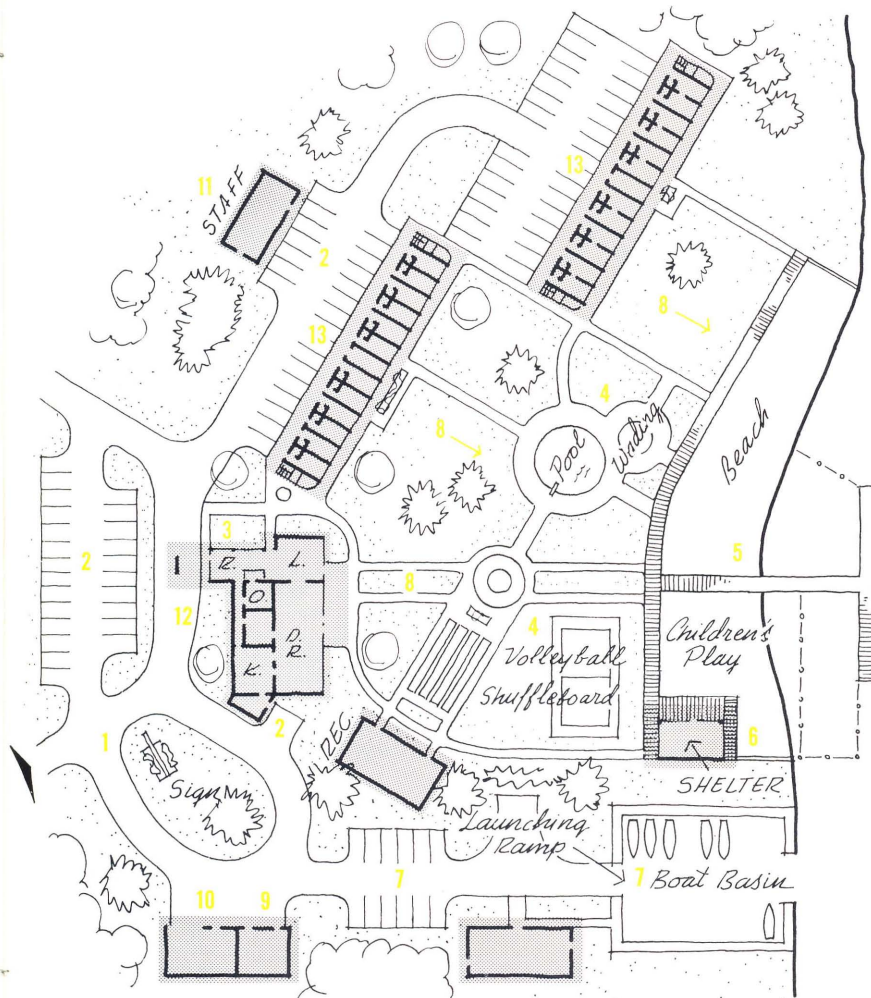 13
11
STAFF
2
13
8
4
Wading
Pool
8
Beach
3
R.
L.
2
5
O
8
12
D.
R.
K.
4
Volleyball
Shuffleboard
Children's
Play
2
REC
1
6
Sign
SHELTER
Launching
Ramp
7
7
Boat Basin
10
9